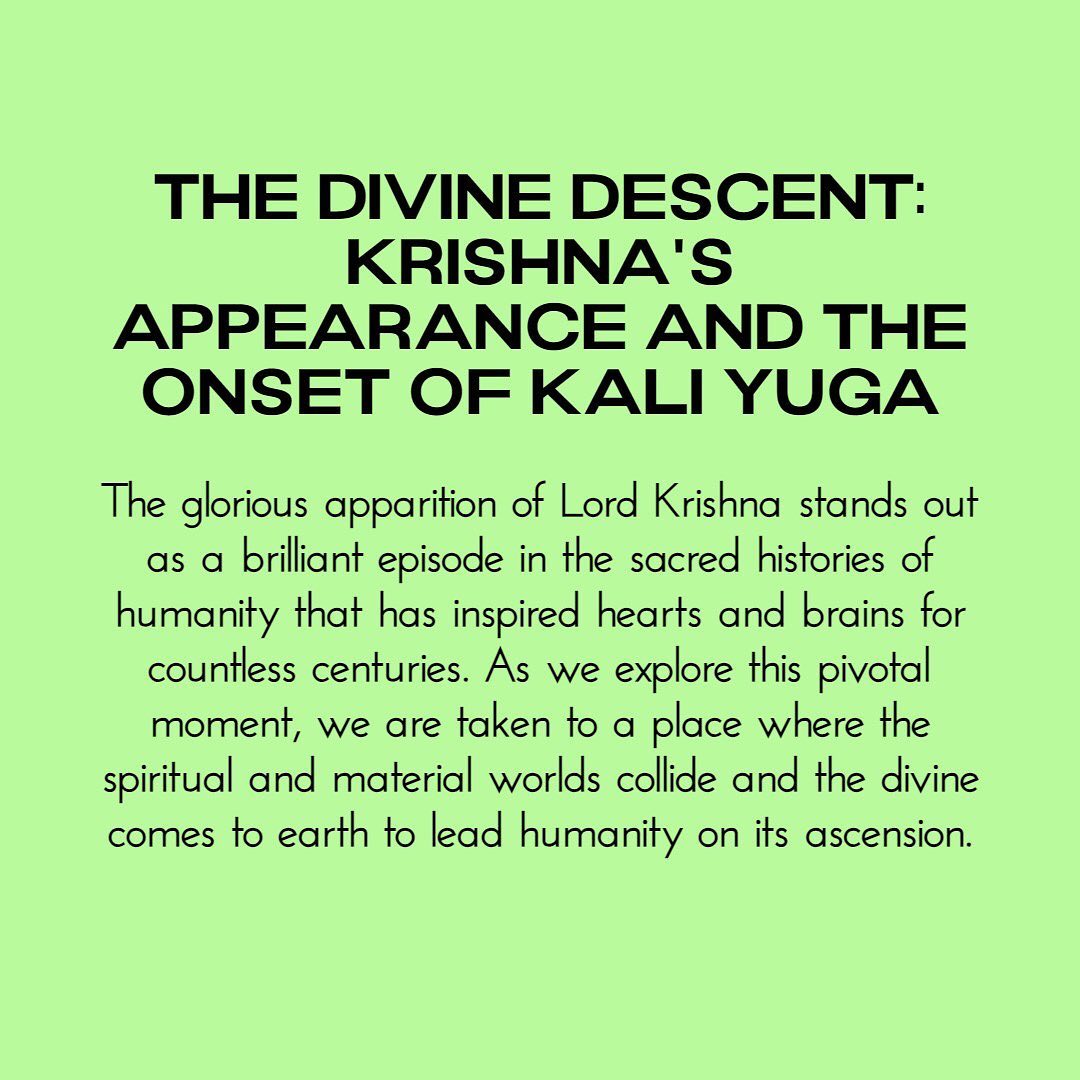 THE DIVINE DESCENT:
KRISHNA'S
APPEARANCE AND THE
ONSET OF KALI YUGA
The glorious apparition of Lord Krishna stands out
as a brilliant episode in the sacred histories of
humanity that has inspired hearts and brains for
countless centuries. As we explore this pivotal
moment, we are taken to a place where the
spiritual and material worlds collide and the divine
comes to earth to lead humanity on its ascension.